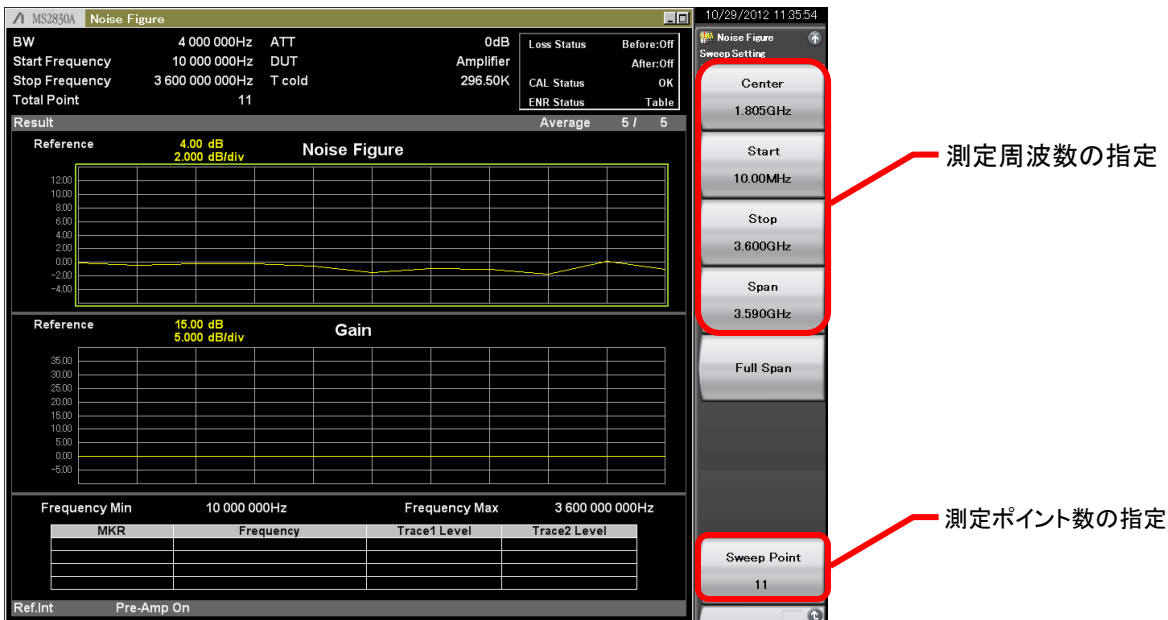 MS2830A Noise Figure
BW 4 000 000Hz ATT 0dB
Start Frequency 10 000 000Hz DUT Amplifier
Stop Frequency 3 600 000 000Hz T cold 296.50K
Total Point 11
Loss Status Before:Off
After:Off
CAL Status OK
ENR Status Table
Result Average 5/ 5
Reference 4.00 dB
2.000 dB/div
Noise Figure
12.00
10.00
8.00
6.00
4.00
2.00
0.00
-2.00
-4.00
Reference 15.00 dB
5.000 dB/div
Gain
35.00
30.00
25.00
20.00
15.00
10.00
5.00
0.00
-5.00
Frequency Min 10 000 000Hz Frequency Max 3 600 000 000Hz
MKR Frequency Trace1 Level Trace2 Level
Ref.Int Pre-Amp On
10/29/2012 11:35:54
Noise Figure
Sweep Setting
Center
1.805GHz
Start
10.00MHz
Stop
3.600GHz
Span
3.590GHz
Full Span
Sweep Point
11
測定周波数の指定
測定ポイント数の指定